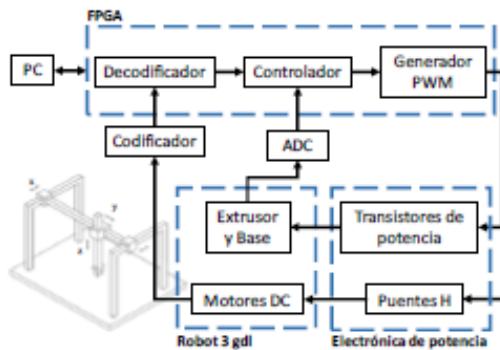 FPGA
PC
Decodificador
Controlador
Generador
PWM
Codificador
ADC
Extrusor
y Base
Transistores de
potencia
Motores DC
Puentes H
Robot 3 gdl
Electrónica de potencia